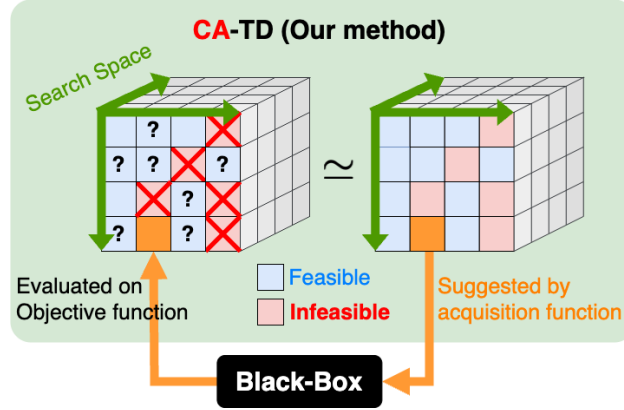 CA-TD (Our method)
Search Space
?
? ? ?
?
? ?
≃
Evaluated on
Objective function
Feasible
Infeasible
Suggested by
acquisition function
Black-Box